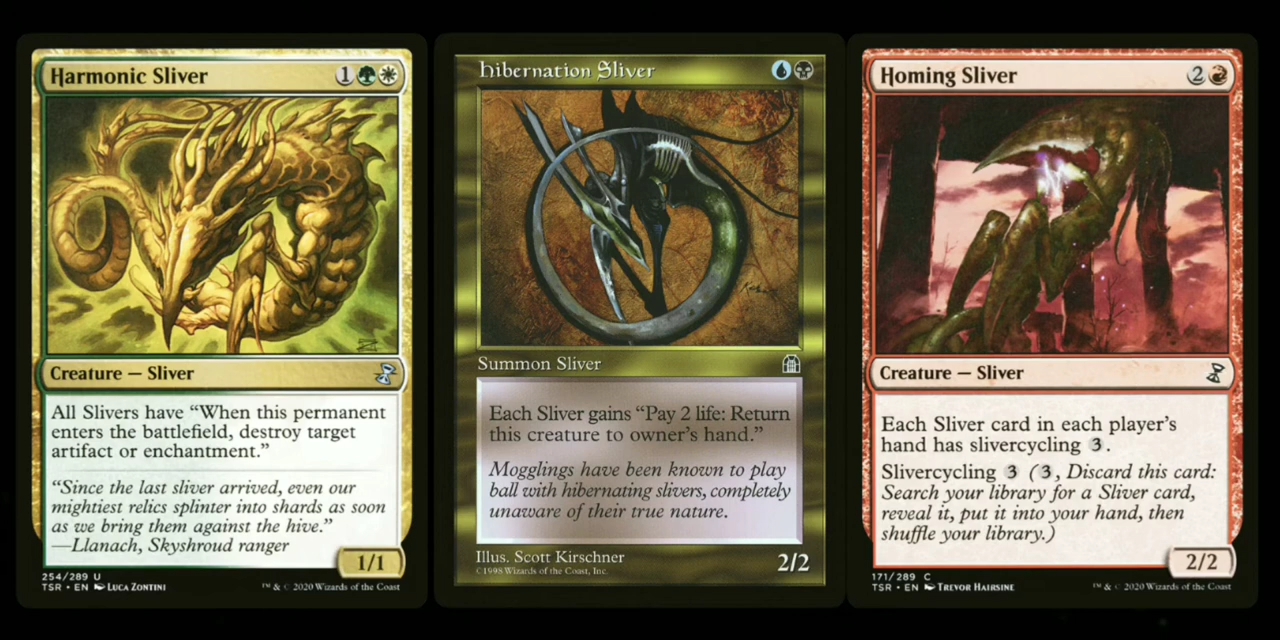 Harmonic Sliver 1
Creature — Sliver
All Slivers have “When this permanent
enters the battlefield, destroy target
artifact or enchantment.”
“Since the last sliver arrived, even our
mightiest relics splinter into shards as soon
as we bring them against the hive.”
—Llanach, Skyshroud ranger
1/1
254/289 U
TSR • EN LUCA ZONTINI ™ & © 2020 Wizards of the Coast
Hibernation Sliver
Summon Sliver
Each Sliver gains “Pay 2 life: Return
this creature to owner’s hand.”
Mogglings have been known to play
ball with hibernating slivers, completely
unaware of their true nature.
Illus. Scott Kirschner
©1998 Wizards of the Coast, Inc.
2/2
Homing Sliver 2
Creature — Sliver
Each Sliver card in each player’s
hand has slivercycling 3.
Slivercycling 3 (3, Discard this card:
Search your library for a Sliver card,
reveal it, put it into your hand, then
shuffle your library.)
2/2
171/289 C
TSR • EN TREVOR HAIRSINE ™ & © 2020 Wizards of the Coast